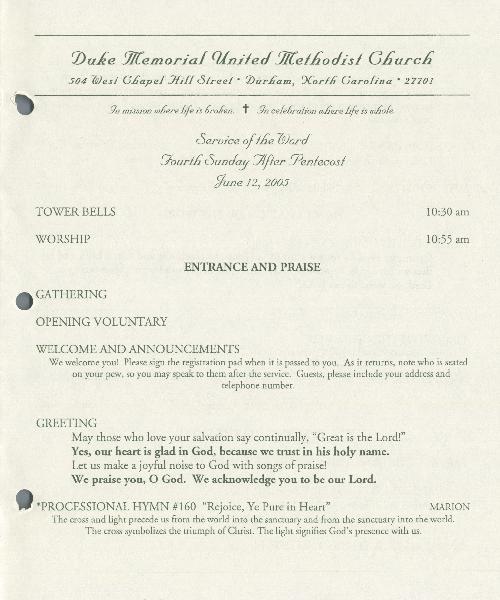 Duke Memorial United Methodist Church
504 West Chapel Hill Street • Durham, North Carolina • 27701
In mission where life is broken. ✝ In celebration where life is whole.
Service of the Word
Fourth Sunday After Pentecost
June 12, 2005
TOWER BELLS 10:30 am
WORSHIP 10:55 am
ENTRANCE AND PRAISE
GATHERING
OPENING VOLUNTARY
WELCOME AND ANNOUNCEMENTS
We welcome you! Please sign the registration pad when it is passed to you. As it returns, note who is seated
on your pew, so you may speak to them after the service. Guests, please include your address and
telephone number.
GREETING
May those who love your salvation say continually, “Great is the Lord!”
Yes, our heart is glad in God, because we trust in his holy name.
Let us make a joyful noise to God with songs of praise!
We praise you, O God. We acknowledge you to be our Lord.
*PROCESSIONAL HYMN #160 “Rejoice, Ye Pure in Heart” MARION
The cross and light precede us from the world into the sanctuary and from the sanctuary into the world.
The cross symbolizes the triumph of Christ. The light signifies God’s presence with us.